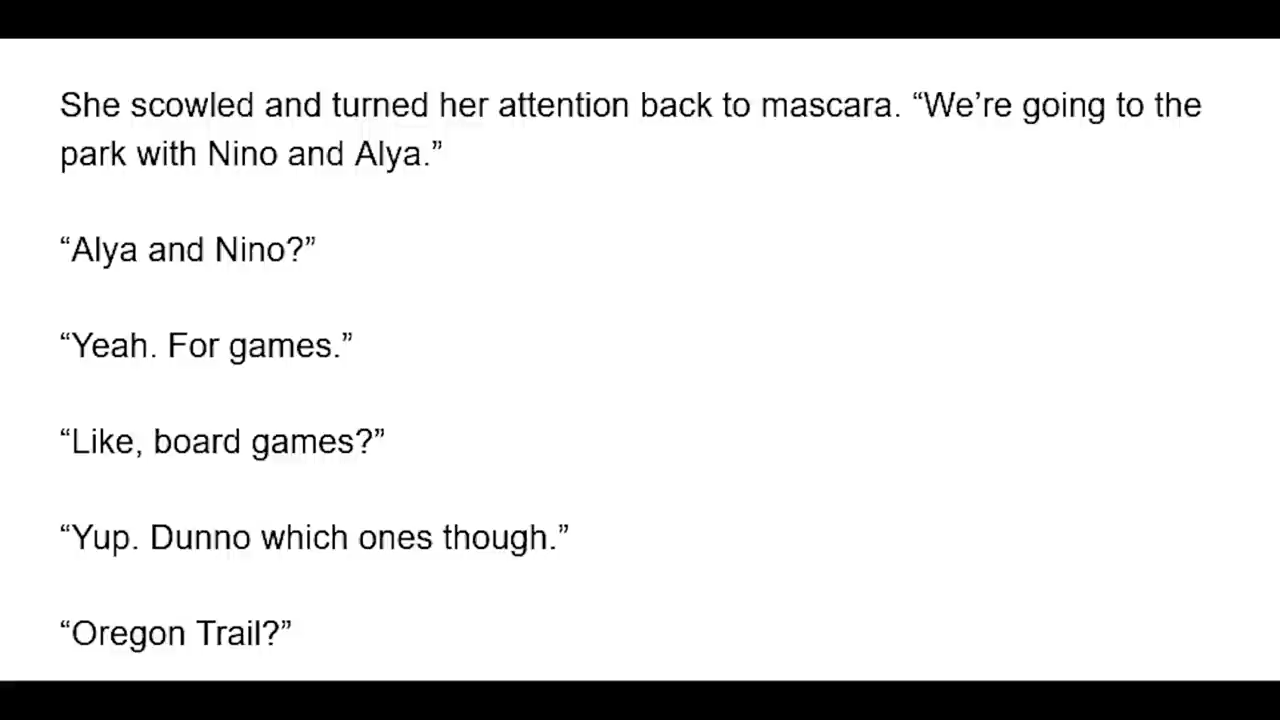 She scowled and turned her attention back to mascara. “We’re going to the
park with Nino and Alya.”
“Alya and Nino?”
“Yeah. For games.”
“Like, board games?”
“Yup. Dunno which ones though.”
“Oregon Trail?”